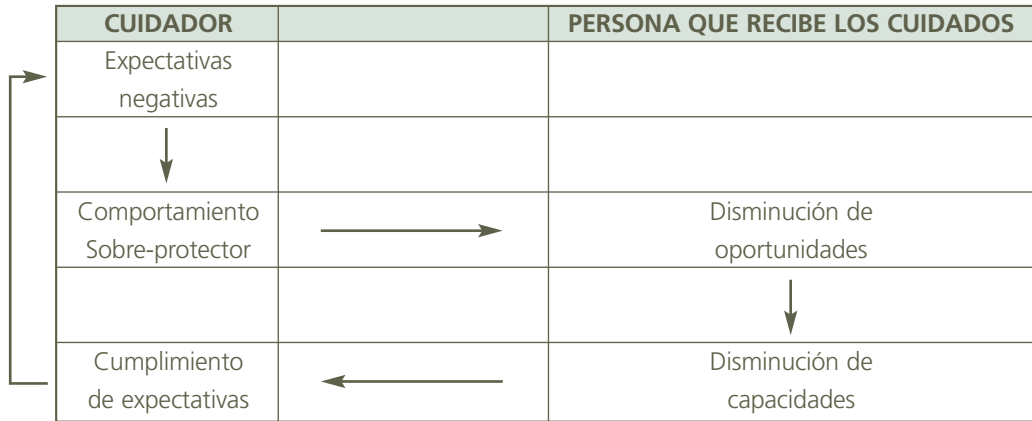 CUIDADOR PERSONA QUE RECIBE LOS CUIDADOS
Expectativas
negativas
Comportamiento
Sobre-protector
Disminución de
oportunidades
Cumplimiento
de expectativas
Disminución de
capacidades